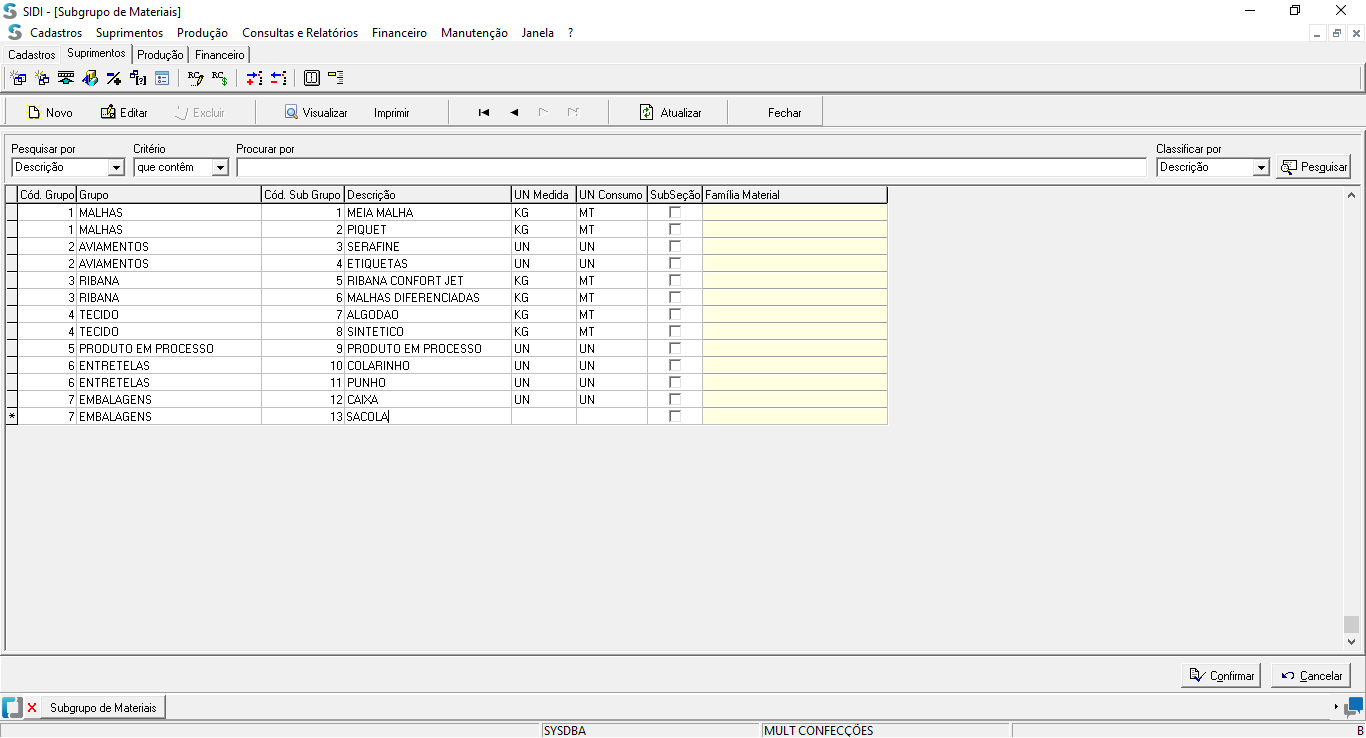 SIDI - [Subgrupo de Materiais]
Cadastros Suprimentos Produção Consultas e Relatórios Financeiro Manutenção Janela ?
Cadastros Suprimentos Produção Financeiro
Novo Editar Excluir Visualizar Imprimir Atualizar Fechar
Pesquisar por Critério Procurar por Classificar por
Descrição que contêm Descrição Pesquisar
Cód. Grupo Grupo Cód. Sub Grupo Descrição UN Medida UN Consumo SubSeção Família Material
1 MALHAS 1 MEIA MALHA KG MT
1 MALHAS 2 PIQUET KG MT
2 AVIAMENTOS 3 SERAFINE UN UN
2 AVIAMENTOS 4 ETIQUETAS UN UN
3 RIBANA 5 RIBANA CONFORT JET KG MT
3 RIBANA 6 MALHAS DIFERENCIADAS KG MT
4 TECIDO 7 ALGODAO KG MT
4 TECIDO 8 SINTETICO KG MT
5 PRODUTO EM PROCESSO 9 PRODUTO EM PROCESSO UN UN
6 ENTRETELAS 10 COLARINHO UN UN
6 ENTRETELAS 11 PUNHO UN UN
7 EMBALAGENS 12 CAIXA UN UN
* 7 EMBALAGENS 13 SACOLA
Confirmar Cancelar
Subgrupo de Materiais
SYSDBA MULT CONFECÇÕES B